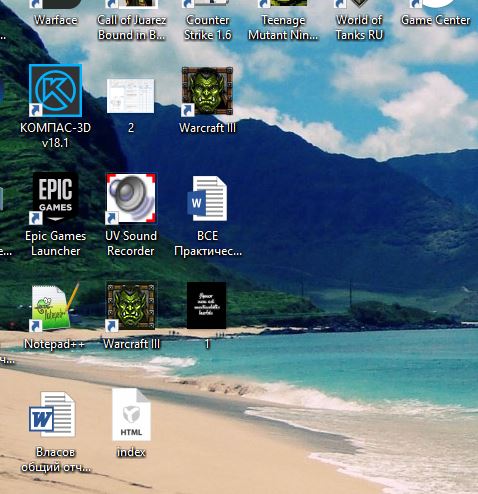 Warface
Call of Juarez
Bound in B...
Counter
Strike 1.6
Teenage
Mutant Nin...
World of
Tanks RU
Game Center
КОМПАС-3D
v18.1
2
Warcraft III
EPIC
GAMES
Epic Games
Launcher
UV Sound
Recorder
W
ВСЕ
Практичес...
е...
Notepad++
Warcraft III
1
ч...
W
Власов
общий отч...
HTML
index